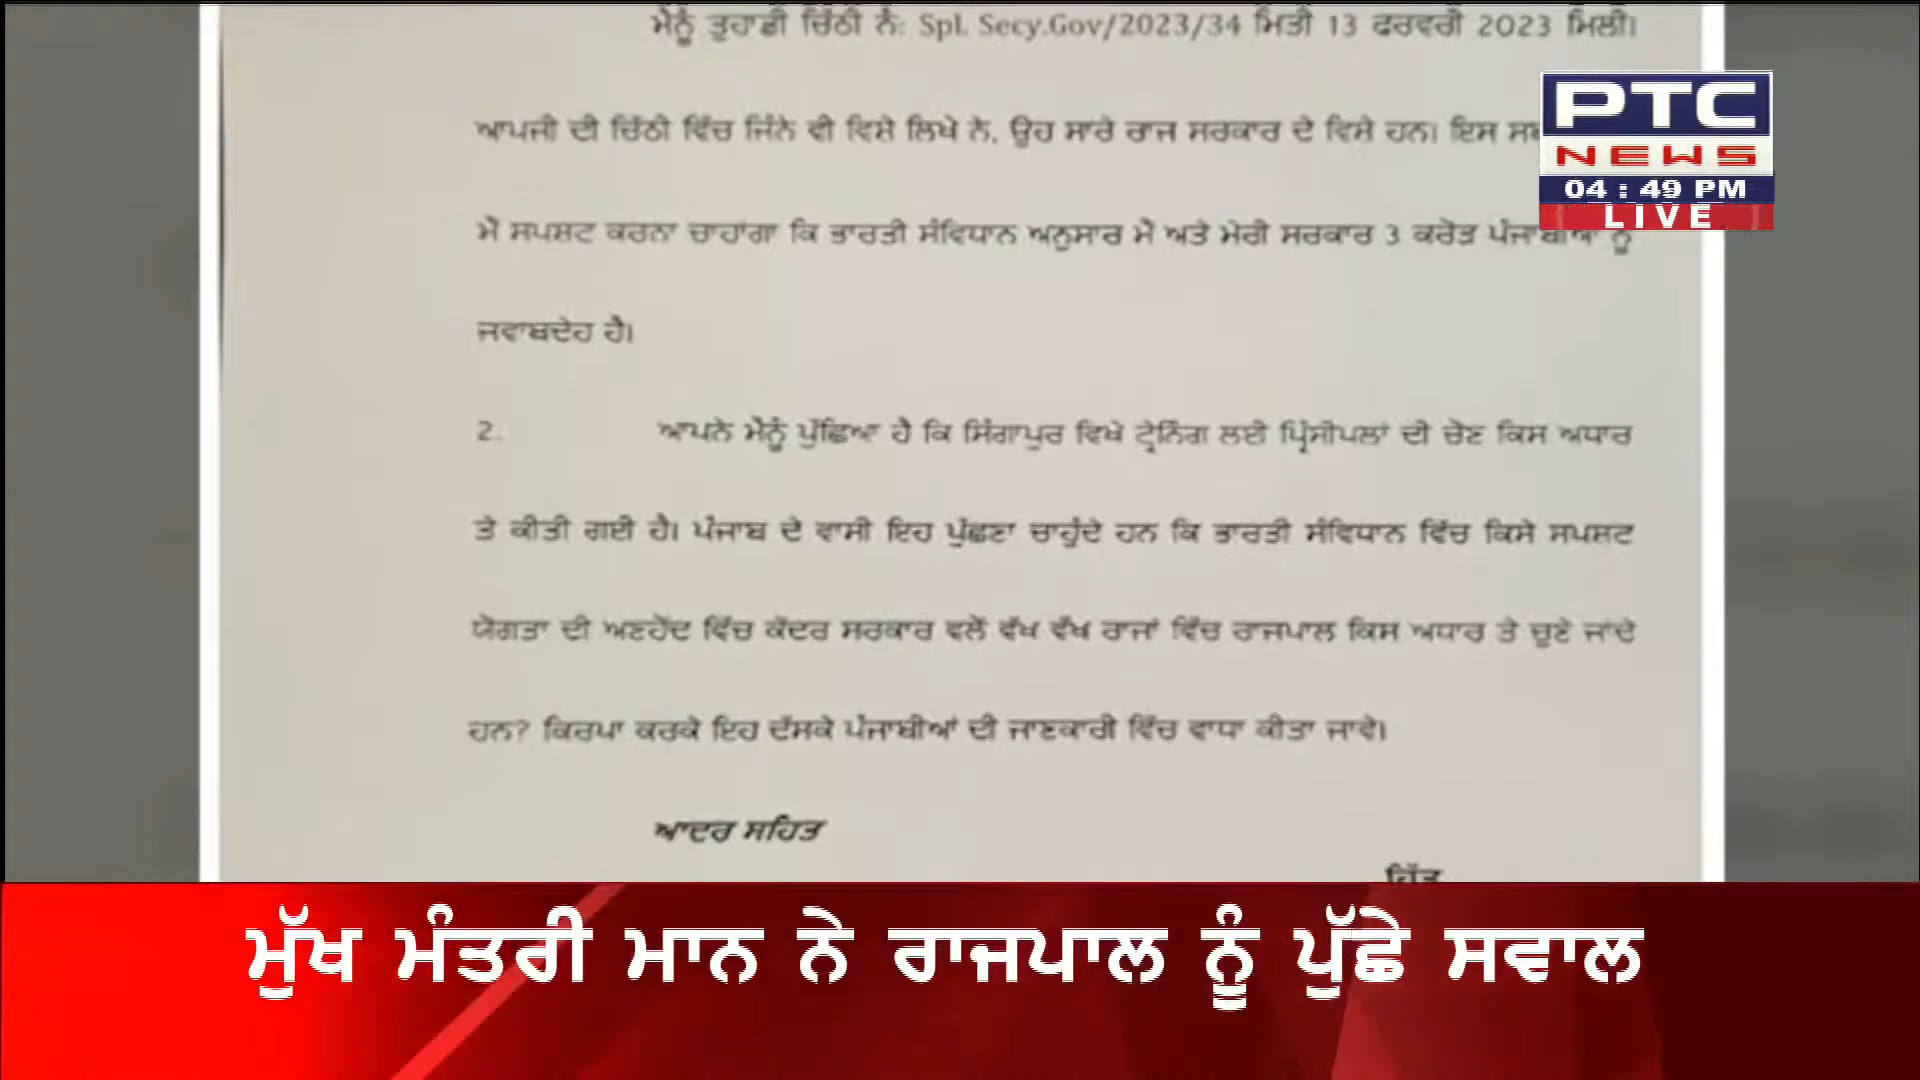 ਮੈਨੂੰ ਤੁਹਾਡੀ ਚਿੱਠੀ ਨੰ: Spl. Secy.Gov/2023/34 ਮਿਤੀ 13 ਫਰਵਰੀ 2023 ਮਿਲੀ।
ਆਪਜੀ ਦੀ ਚਿੱਠੀ ਵਿੱਚ ਜਿੰਨੇ ਵੀ ਵਿਸ਼ੇ ਲਿਖੇ ਨੇ, ਉਹ ਸਾਰੇ ਰਾਜ ਸਰਕਾਰ ਦੇ ਵਿਸ਼ੇ ਹਨ। ਇਸ
ਮੈਂ ਸਪਸ਼ਟ ਕਰਨਾ ਚਾਹਾਂਗਾ ਕਿ ਭਾਰਤੀ ਸੰਵਿਧਾਨ ਅਨੁਸਾਰ ਮੈਂ ਅਤੇ ਮੇਰੀ ਸਰਕਾਰ 3 ਕਰੋੜ ਪੰਜਾਬੀਆਂ ਨੂੰ
ਜਵਾਬਦੇਹ ਹੈ।
2. ਆਪਨੇ ਮੈਨੂੰ ਪੁੱਛਿਆ ਹੈ ਕਿ ਸਿੰਗਾਪੁਰ ਵਿਖੇ ਟ੍ਰੇਨਿੰਗ ਲਈ ਪ੍ਰਿੰਸੀਪਲਾਂ ਦੀ ਚੋਣ ਕਿਸ ਅਧਾਰ
ਤੇ ਕੀਤੀ ਗਈ ਹੈ। ਪੰਜਾਬ ਦੇ ਵਾਸੀ ਇਹ ਪੁੱਛਣਾ ਚਾਹੁੰਦੇ ਹਨ ਕਿ ਭਾਰਤੀ ਸੰਵਿਧਾਨ ਵਿੱਚ ਕਿਸੇ ਸਪਸ਼ਟ
ਯੋਗਤਾ ਦੀ ਅਣਹੋਂਦ ਵਿੱਚ ਕੇਂਦਰ ਸਰਕਾਰ ਵਲੋਂ ਵੱਖ ਵੱਖ ਰਾਜਾਂ ਵਿੱਚ ਰਾਜਪਾਲ ਕਿਸ ਅਧਾਰ ਤੇ ਚੁਣੇ ਜਾਂਦੇ
ਹਨ? ਕਿਰਪਾ ਕਰਕੇ ਇਹ ਦੱਸਕੇ ਪੰਜਾਬੀਆਂ ਦੀ ਜਾਣਕਾਰੀ ਵਿੱਚ ਵਾਧਾ ਕੀਤਾ ਜਾਵੇ।
ਆਦਰ ਸਹਿਤ
PTC
NEWS
04 : 49 PM
LIVE
ਮੁੱਖ ਮੰਤਰੀ ਮਾਨ ਨੇ ਰਾਜਪਾਲ ਨੂੰ ਪੁੱਛੇ ਸਵਾਲ